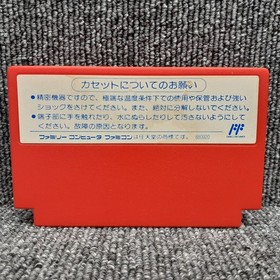 カセットについてのお願い
●精密機器ですので、極端な温度条件下での使用や保管および強い
ショックをさけてください。また、絶対に分解しないでください。
●端子部に手を触れたり、水にぬらしたりして汚さないようにして
ください。故障の原因となります。
ファミリー コンピュータ ファミコンは任天堂の商標です。